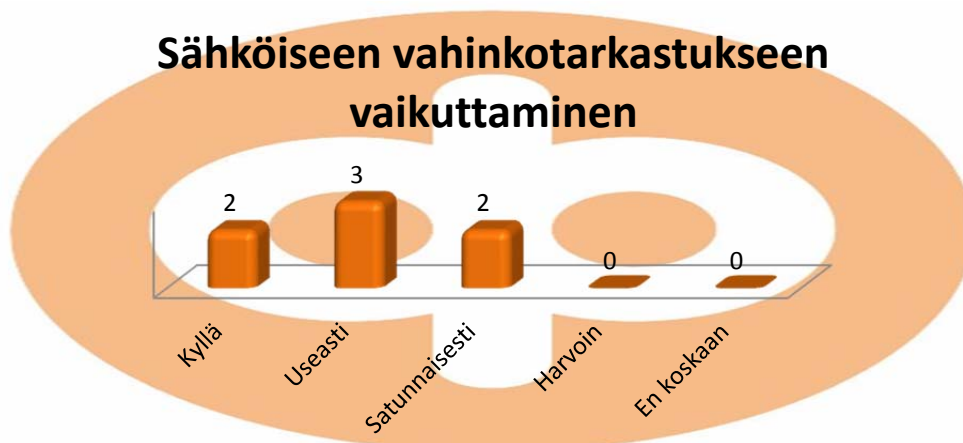 Sähköiseen vahinkotarkastukseen
vaikuttaminen
2
3
2
0
0
Kyllä
Useasti
Satunnaisesti
Harvoin
En koskaan